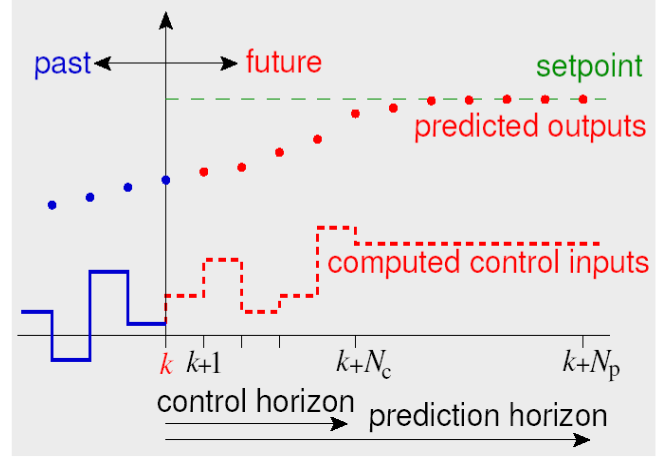 past
future
setpoint
predicted outputs
computed control inputs
k
k+1
k+Nc
k+Np
control horizon
prediction horizon